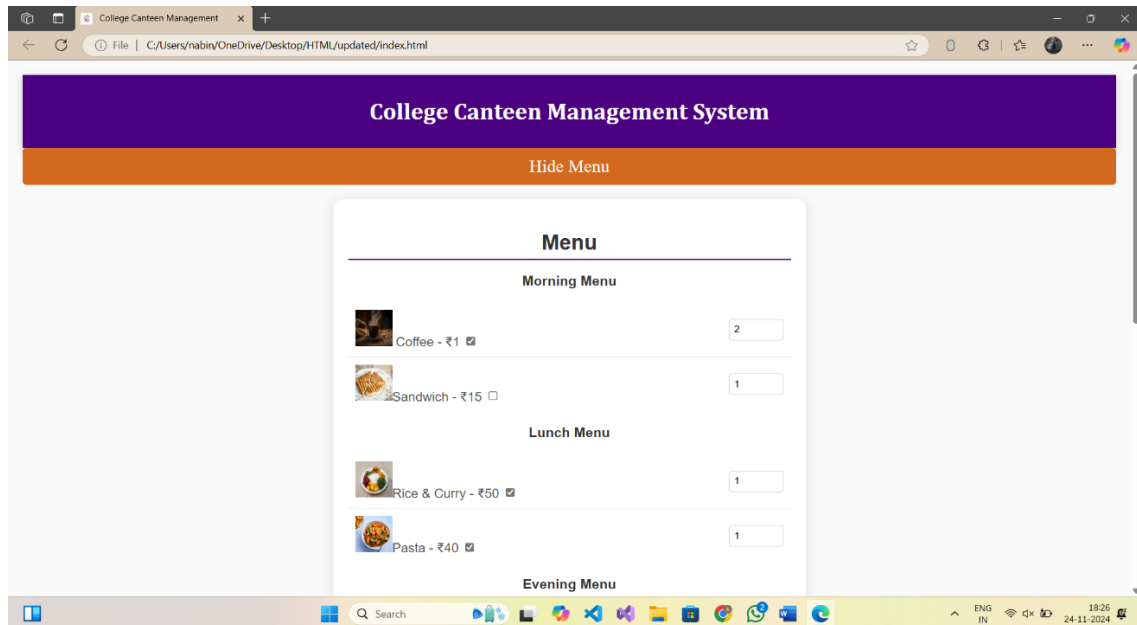 College Canteen Management
File | C:/Users/nabin/OneDrive/Desktop/HTML/updated/index.html
College Canteen Management System
Hide Menu
Menu
Morning Menu
Coffee - ₹1
2
Sandwich - ₹15
1
Lunch Menu
Rice & Curry - ₹50
1
Pasta - ₹40
1
Evening Menu
Search
2
ENG
IN
18:26
24-11-2024